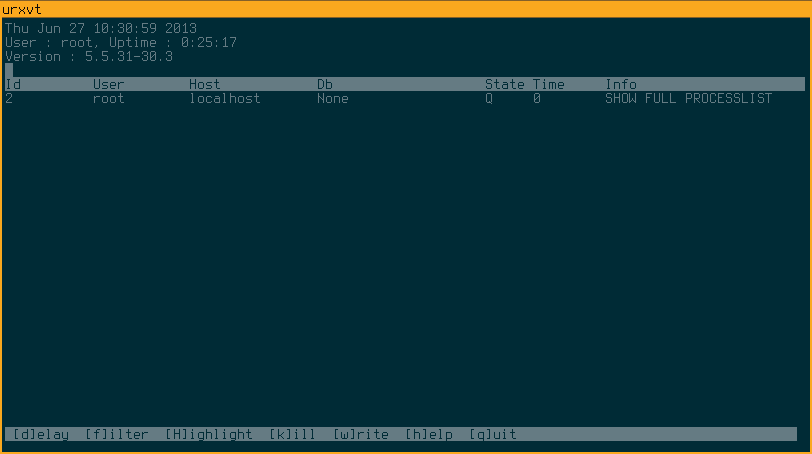 urxvt
Thu Jun 27 10:30:59 2013
User : root, Uptime : 0:25:17
Version : 5.5.31-30.3
Id User Host Db State Time Info
2 root localhost None Q 0 SHOW FULL PROCESSLIST
[d]elay [f]ilter [H]ighlight [k]ill [w]rite [h]elp [q]uit